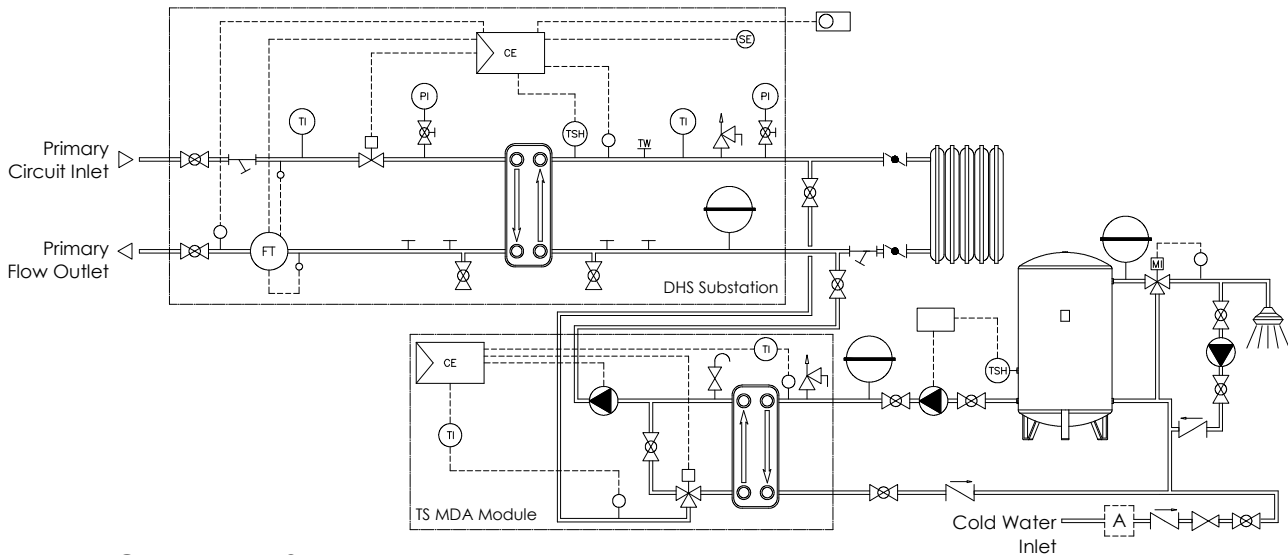 CE
SE
PI
PI
TI
TSH
TW
TI
Primary
Circuit Inlet
Primary
Flow Outlet
FT
DHS Substation
MI
CE
TI
TSH
TI
TS MDA Module
Cold Water
Inlet
A